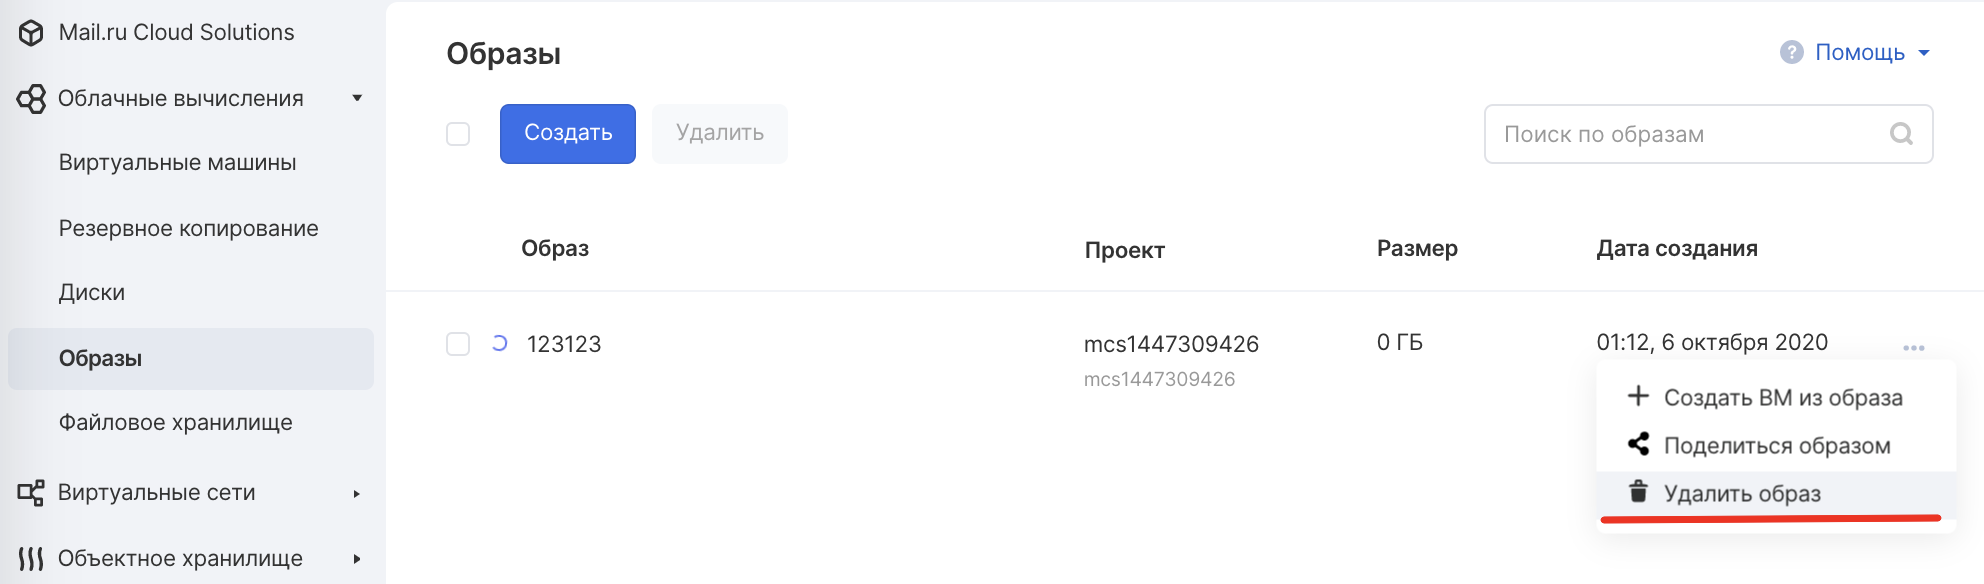 Mail.ru Cloud Solutions
Облачные вычисления
Виртуальные машины
Резервное копирование
Диски
Образы
Файловое хранилище
Виртуальные сети
Объектное хранилище
Образы
? Помощь
Создать
Удалить
Поиск по образам
Образ
Проект
Размер
Дата создания
123123
mcs1447309426
mcs1447309426
0 ГБ
01:12, 6 октября 2020
Создать ВМ из образа
Поделиться образом
Удалить образ